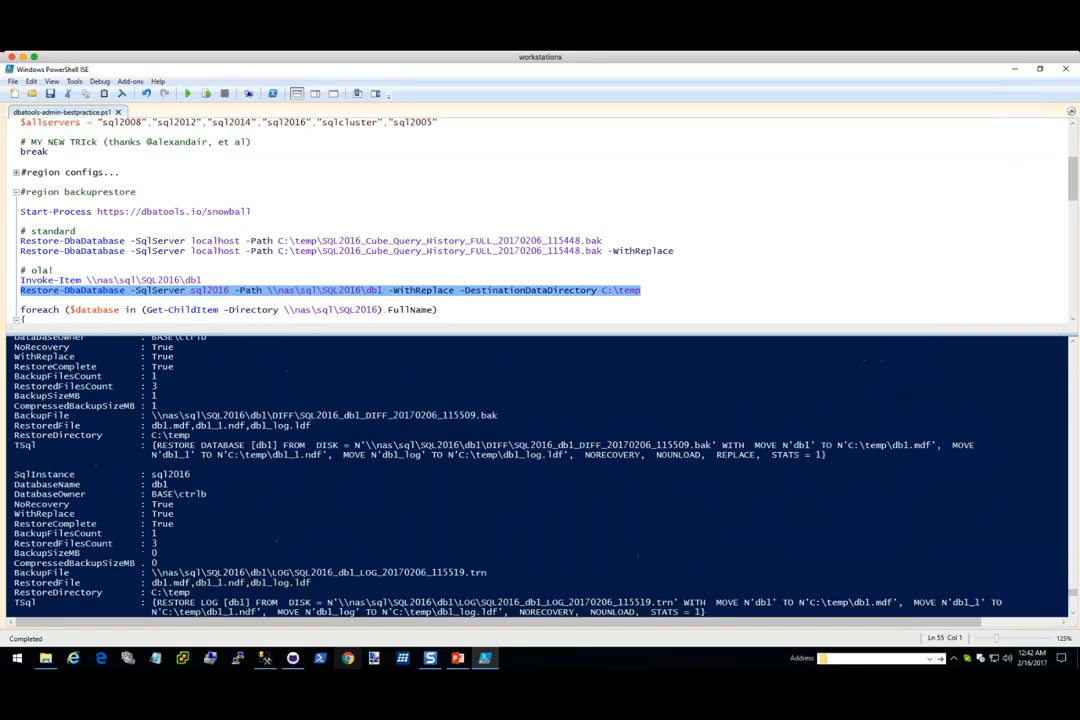 workstationx
Windows PowerShell ISE
File Edit View Tools Add-ons Debug Help
dbatools-admin-bestpractice.ps1
$allservers = "sql2008","sql2012","sql2014","sql2016","sqlcluster","sql2005"
# MY NEW TRIck (thanks @alexandair, et al)
break
#region configs...
#region backuprestore
Start-Process https://dbatools.io/snowball
# standard
Restore-DbaDatabase -SqlServer localhost -Path C:\temp\SQL2016_Cube_Query_History_FULL_20170206_115448.bak
Restore-DbaDatabase -SqlServer localhost -Path C:\temp\SQL2016_Cube_Query_History_FULL_20170206_115448.bak -WithReplace
# ola!
Invoke-Item \\nas\sql\SQL2016\db1
Restore-DbaDatabase -SqlServer sql2016 -Path \\nas\sql\SQL2016\db1 -WithReplace -DestinationDataDirectory C:\temp
foreach ($database in (Get-ChildItem -Directory \\nas\sql\SQL2016).FullName)
{
DatabaseOwner : BASE\ctrlb
NoRecovery : True
WithReplace : True
RestoreComplete : True
BackupFilesCount : 1
RestoredFilesCount : 3
BackupSizeMB : 1
CompressedBackupSizeMB : 1
BackupFile : \\nas\sql\SQL2016\db1\DIFF\SQL2016_db1_DIFF_20170206_115509.bak
RestoredFile : db1.mdf,db1_1.ndf,db1_log.ldf
RestoreDirectory : C:\temp
TSql : {RESTORE DATABASE [db1] FROM DISK = N'\\nas\sql\SQL2016\db1\DIFF\SQL2016_db1_DIFF_20170206_115509.bak' WITH MOVE N'db1' TO N'C:\temp\db1.mdf', MOVE
N'db1_1' TO N'C:\temp\db1_1.ndf', MOVE N'db1_log' TO N'C:\temp\db1_log.ldf', NORECOVERY, NOUNLOAD, REPLACE, STATS = 1}
SqlInstance : sql2016
DatabaseName : db1
DatabaseOwner : BASE\ctrlb
NoRecovery : True
WithReplace : True
RestoreComplete : True
BackupFilesCount : 1
RestoredFilesCount : 3
BackupSizeMB : 0
CompressedBackupSizeMB : 0
BackupFile : \\nas\sql\SQL2016\db1\LOG\SQL2016_db1_LOG_20170206_115519.trn
RestoredFile : db1.mdf,db1_1.ndf,db1_log.ldf
RestoreDirectory : C:\temp
TSql : {RESTORE LOG [db1] FROM DISK = N'\\nas\sql\SQL2016\db1\LOG\SQL2016_db1_LOG_20170206_115519.trn' WITH MOVE N'db1' TO N'C:\temp\db1.mdf', MOVE N'db1_1' TO
N'C:\temp\db1_1.ndf', MOVE N'db1_log' TO N'C:\temp\db1_log.ldf', NORECOVERY, NOUNLOAD, STATS = 1}
Completed Ln 55 Col 1 125%
Address 12:42 AM
2/16/2017